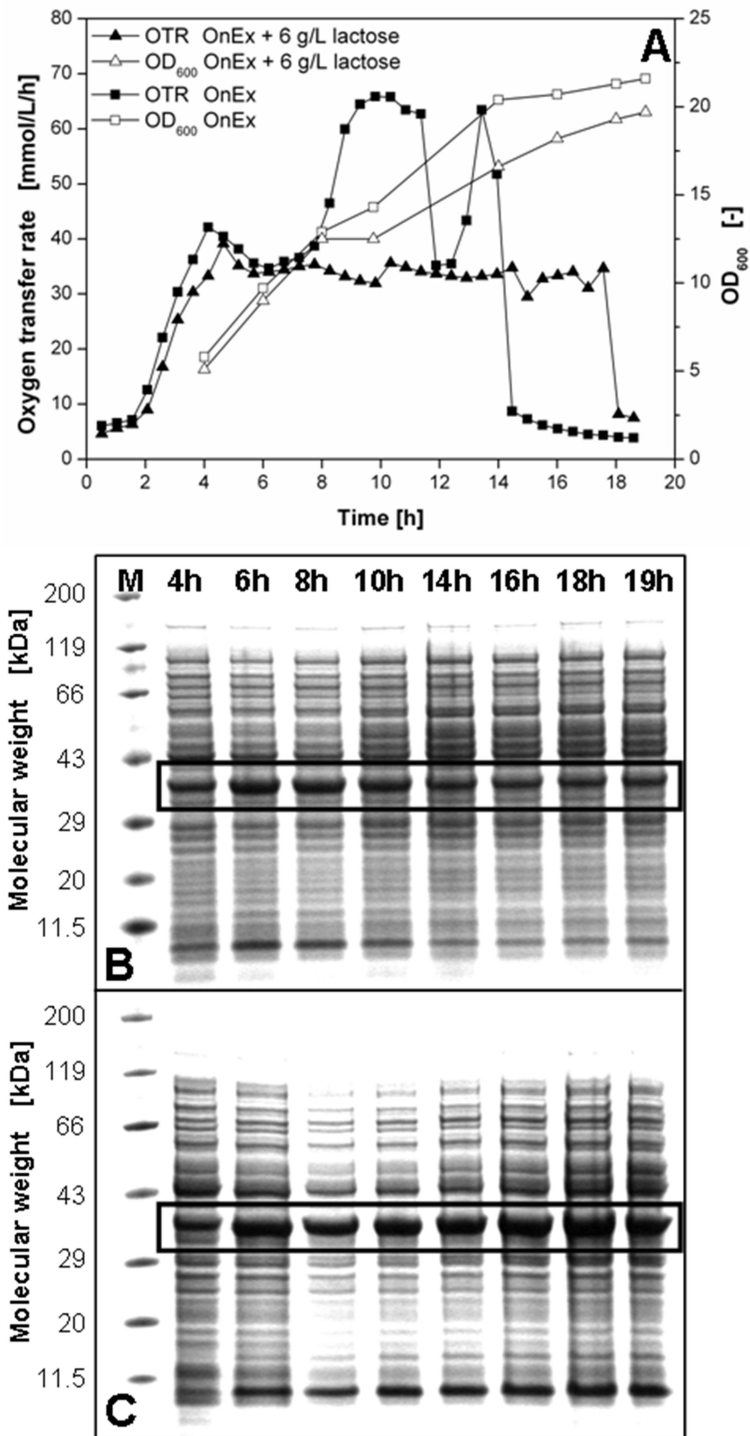 A
OTR OnEx + 6 g/L lactose
OD600 OnEx + 6 g/L lactose
OTR OnEx
OD600 OnEx
Oxygen transfer rate [mmol/L/h]
80
70
60
50
40
30
20
10
0
25
20
15
10
5
0
OD600 [-]
0 2 4 6 8 10 12 14 16 18 20
Time [h]
M 4h 6h 8h 10h 14h 16h 18h 19h
Molecular weight [kDa]
200
119
66
43
29
20
11.5
B
Molecular weight [kDa]
200
119
66
43
29
20
11.5
C